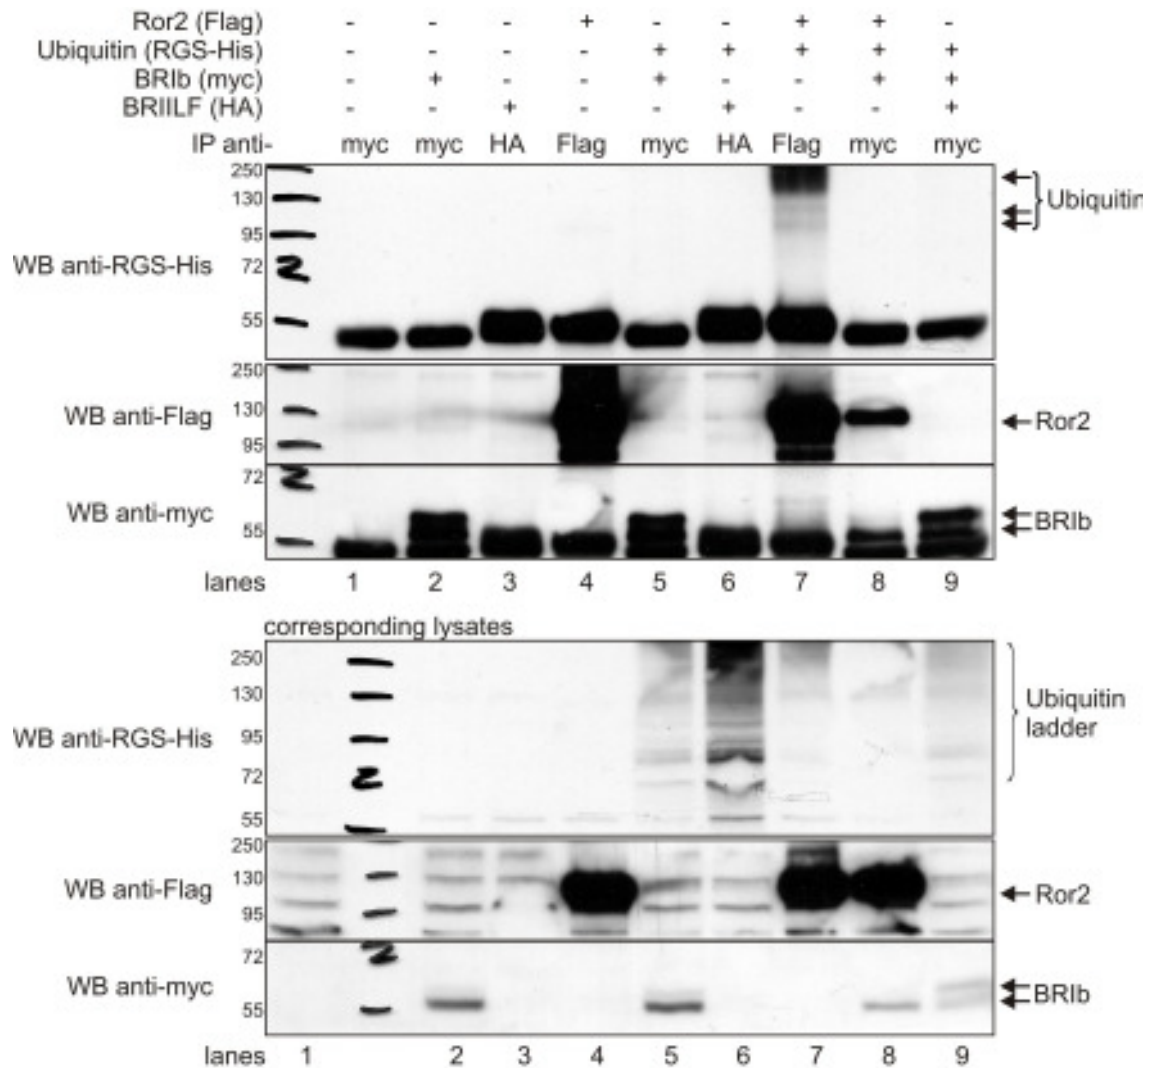 Ror2 (Flag) - - - + - - + + -
Ubiquitin (RGS-His) - - - - + + + + +
BRIb (myc) - + - - + - - + +
BRIILF (HA) - - + - - + - - +
IP anti- myc myc HA Flag myc HA Flag myc myc
250
130
95
72
55
WB anti-RGS-His
Ubiquitin
250
130
95
WB anti-Flag
Ror2
72
55
WB anti-myc
BRIb
lanes 1 2 3 4 5 6 7 8 9
corresponding lysates
250
130
95
72
55
WB anti-RGS-His
Ubiquitin
ladder
250
130
95
WB anti-Flag
Ror2
72
55
WB anti-myc
BRIb
lanes 1 2 3 4 5 6 7 8 9